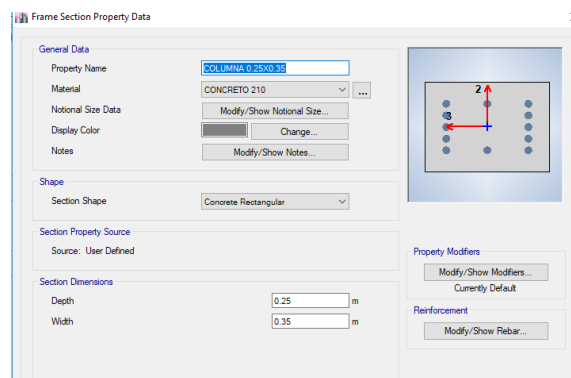 Frame Section Property Data
General Data
Property Name COLUMNA 0.25X0.35
Material CONCRETO 210 ...
Notional Size Data Modify/Show Notional Size...
Display Color Change...
Notes Modify/Show Notes...
2
3
Shape
Section Shape Concrete Rectangular
Section Property Source
Source: User Defined
Section Dimensions
Depth 0.25 m
Width 0.35 m
Property Modifiers
Modify/Show Modifiers...
Currently Default
Reinforcement
Modify/Show Rebar...